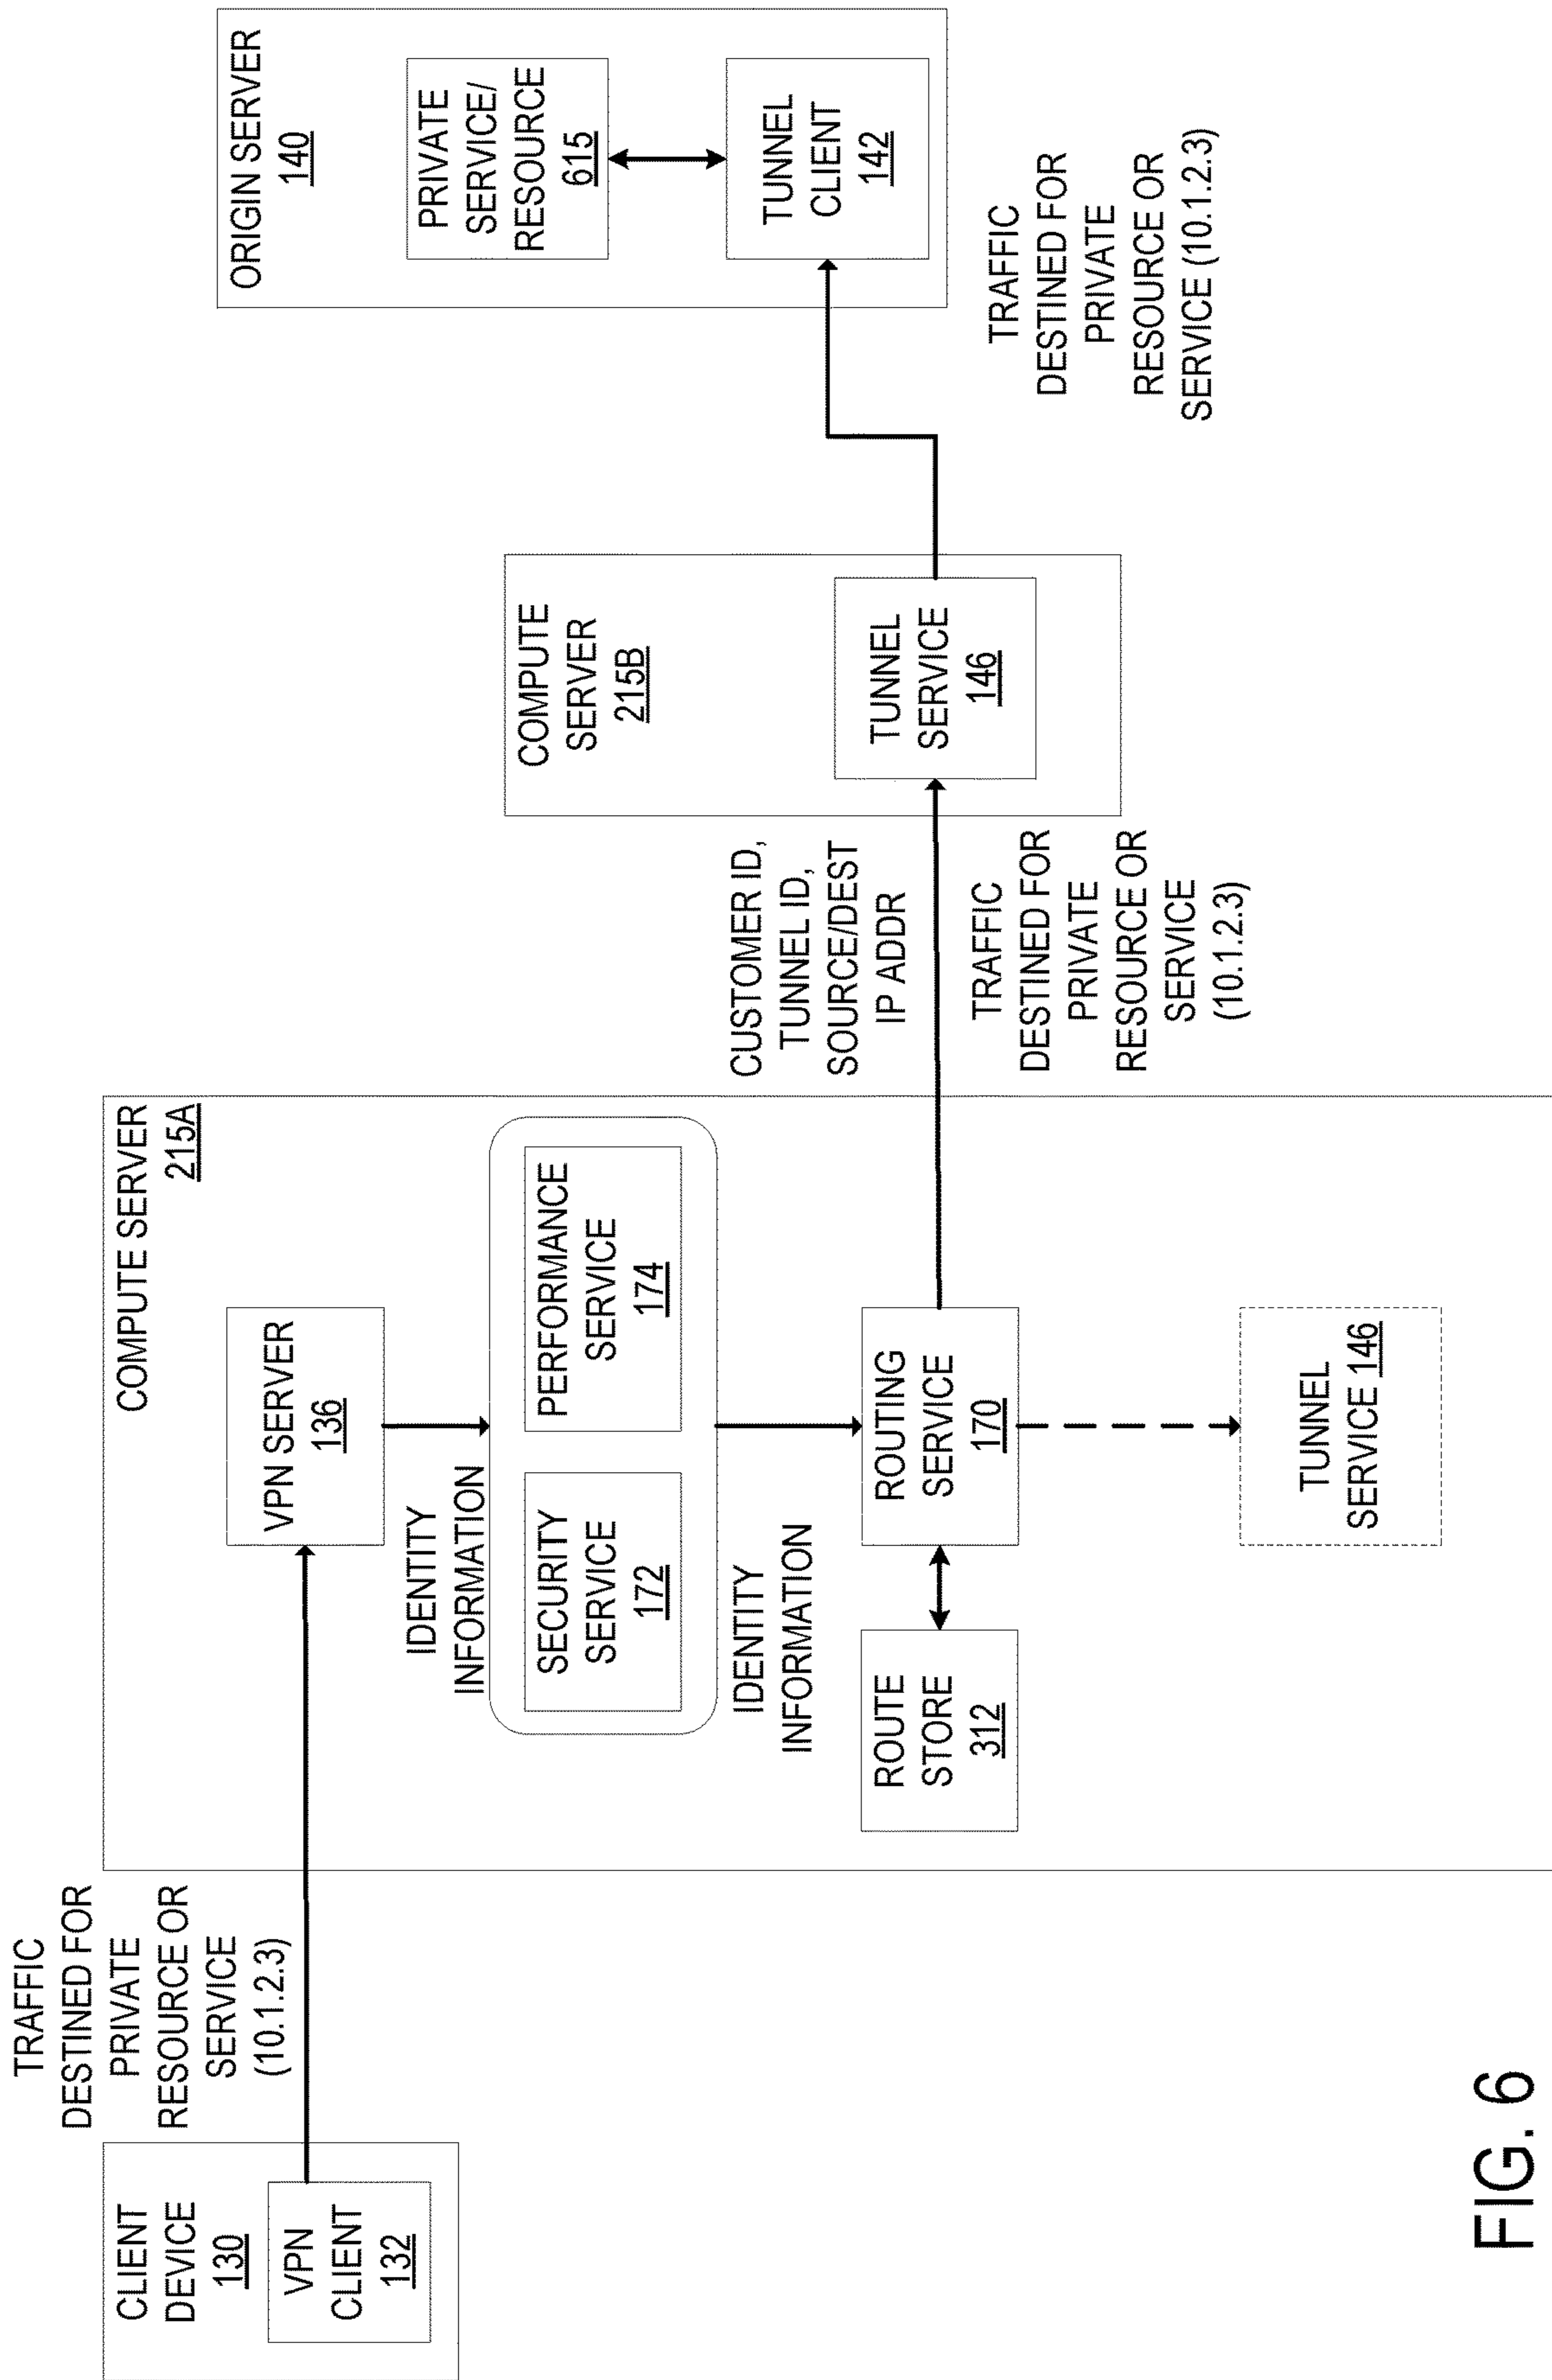 TRAFFIC
DESTINED FOR
PRIVATE
RESOURCE OR
SERVICE
(10.1.2.3)
CLIENT
DEVICE
130
VPN
CLIENT
132
COMPUTE SERVER
215A
VPN SERVER
136
IDENTITY
INFORMATION
SECURITY
SERVICE
172
PERFORMANCE
SERVICE
174
IDENTITY
INFORMATION
ROUTE
STORE
312
ROUTING
SERVICE
170
TUNNEL
SERVICE 146
CUSTOMER ID,
TUNNEL ID,
SOURCE/DEST
IP ADDR
TRAFFIC
DESTINED FOR
PRIVATE
RESOURCE OR
SERVICE
(10.1.2.3)
COMPUTE
SERVER
215B
TUNNEL
SERVICE
146
ORIGIN SERVER
140
PRIVATE
SERVICE/
RESOURCE
615
TUNNEL
CLIENT
142
TRAFFIC
DESTINED FOR
PRIVATE
RESOURCE OR
SERVICE (10.1.2.3)
FIG. 6